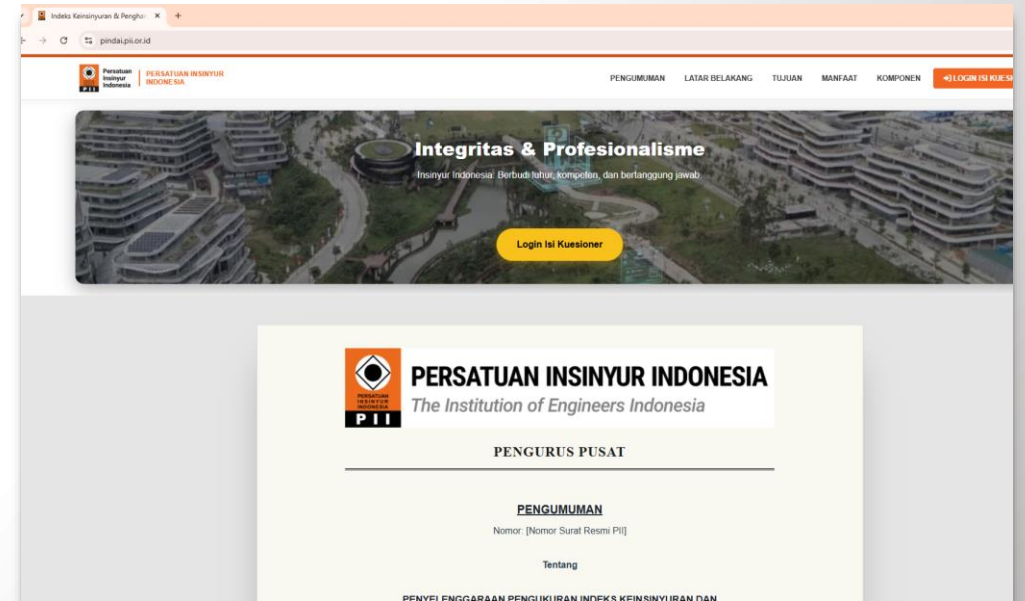 Indeks Keinsinyuran & Penghar
pindai.pii.or.id
Persatuan
Insinyur
Indonesia
PII
PERSATUAN INSINYUR
INDONESIA
PENGUMUMAN
LATAR BELAKANG
TUJUAN
MANFAAT
KOMPONEN
LOGIN ISI KUESI
Integritas & Profesionalisme
Insinyur Indonesia: Berbudi luhur, kompeten, dan bertanggung jawab.
Login Isi Kuesioner
PERSATUAN
INSINYUR
INDONESIA
PII
PERSATUAN INSINYUR INDONESIA
The Institution of Engineers Indonesia
PENGURUS PUSAT
PENGUMUMAN
Nomor: [Nomor Surat Resmi PII]
Tentang
PENYELENGGARAAN PENGUKURAN INDEKS KEINSINYURAN DAN